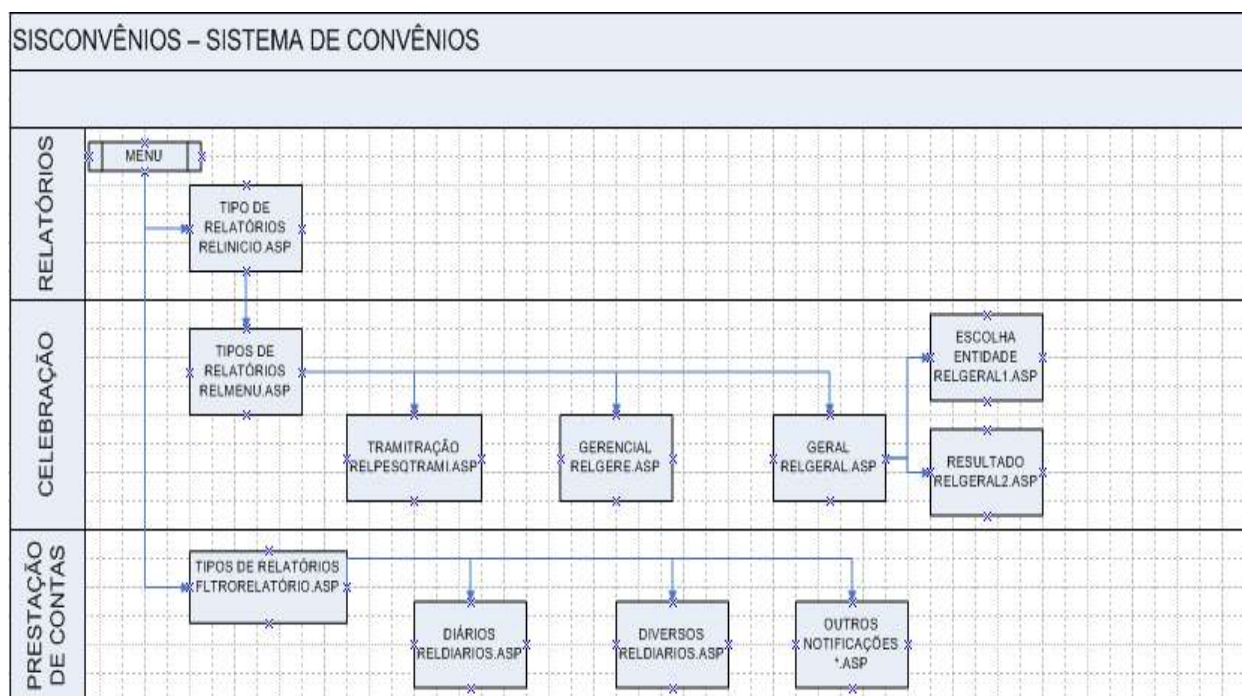 SISCONVÊNIOS – SISTEMA DE CONVÊNIOS
RELATÓRIOS
MENU
TIPO DE
RELATÓRIOS
RELINICIO.ASP
CELEBRAÇÃO
TIPOS DE
RELATÓRIOS
RELMENU.ASP
TRAMITRAÇÃO
RELPESQTRAMI.ASP
GERENCIAL
RELGERE.ASP
GERAL
RELGERAL.ASP
ESCOLHA
ENTIDADE
RELGERAL1.ASP
RESULTADO
RELGERAL2.ASP
PRESTAÇÃO
DE CONTAS
TIPOS DE RELATÓRIOS
FLTRORELATÓRIO.ASP
DIÁRIOS
RELDIARIOS.ASP
DIVERSOS
RELDIARIOS.ASP
OUTROS
NOTIFICAÇÕES
*.ASP